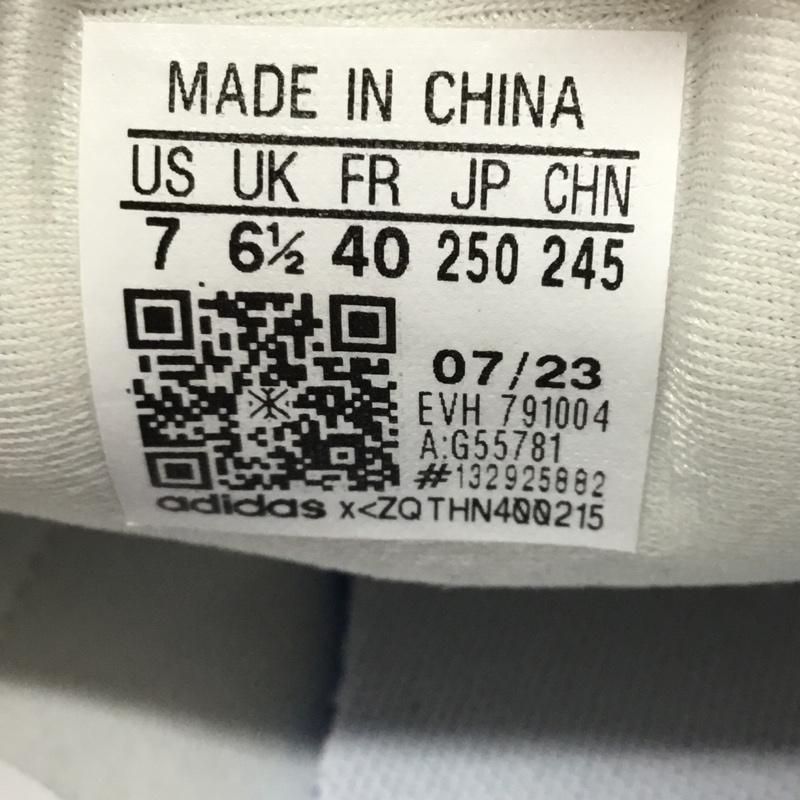 MADE IN CHINA
US UK FR JP CHN
7 6½ 40 250 245
07/23
EVH 791004
A:G55781
#132925882
adidas x<ZQTHN400215